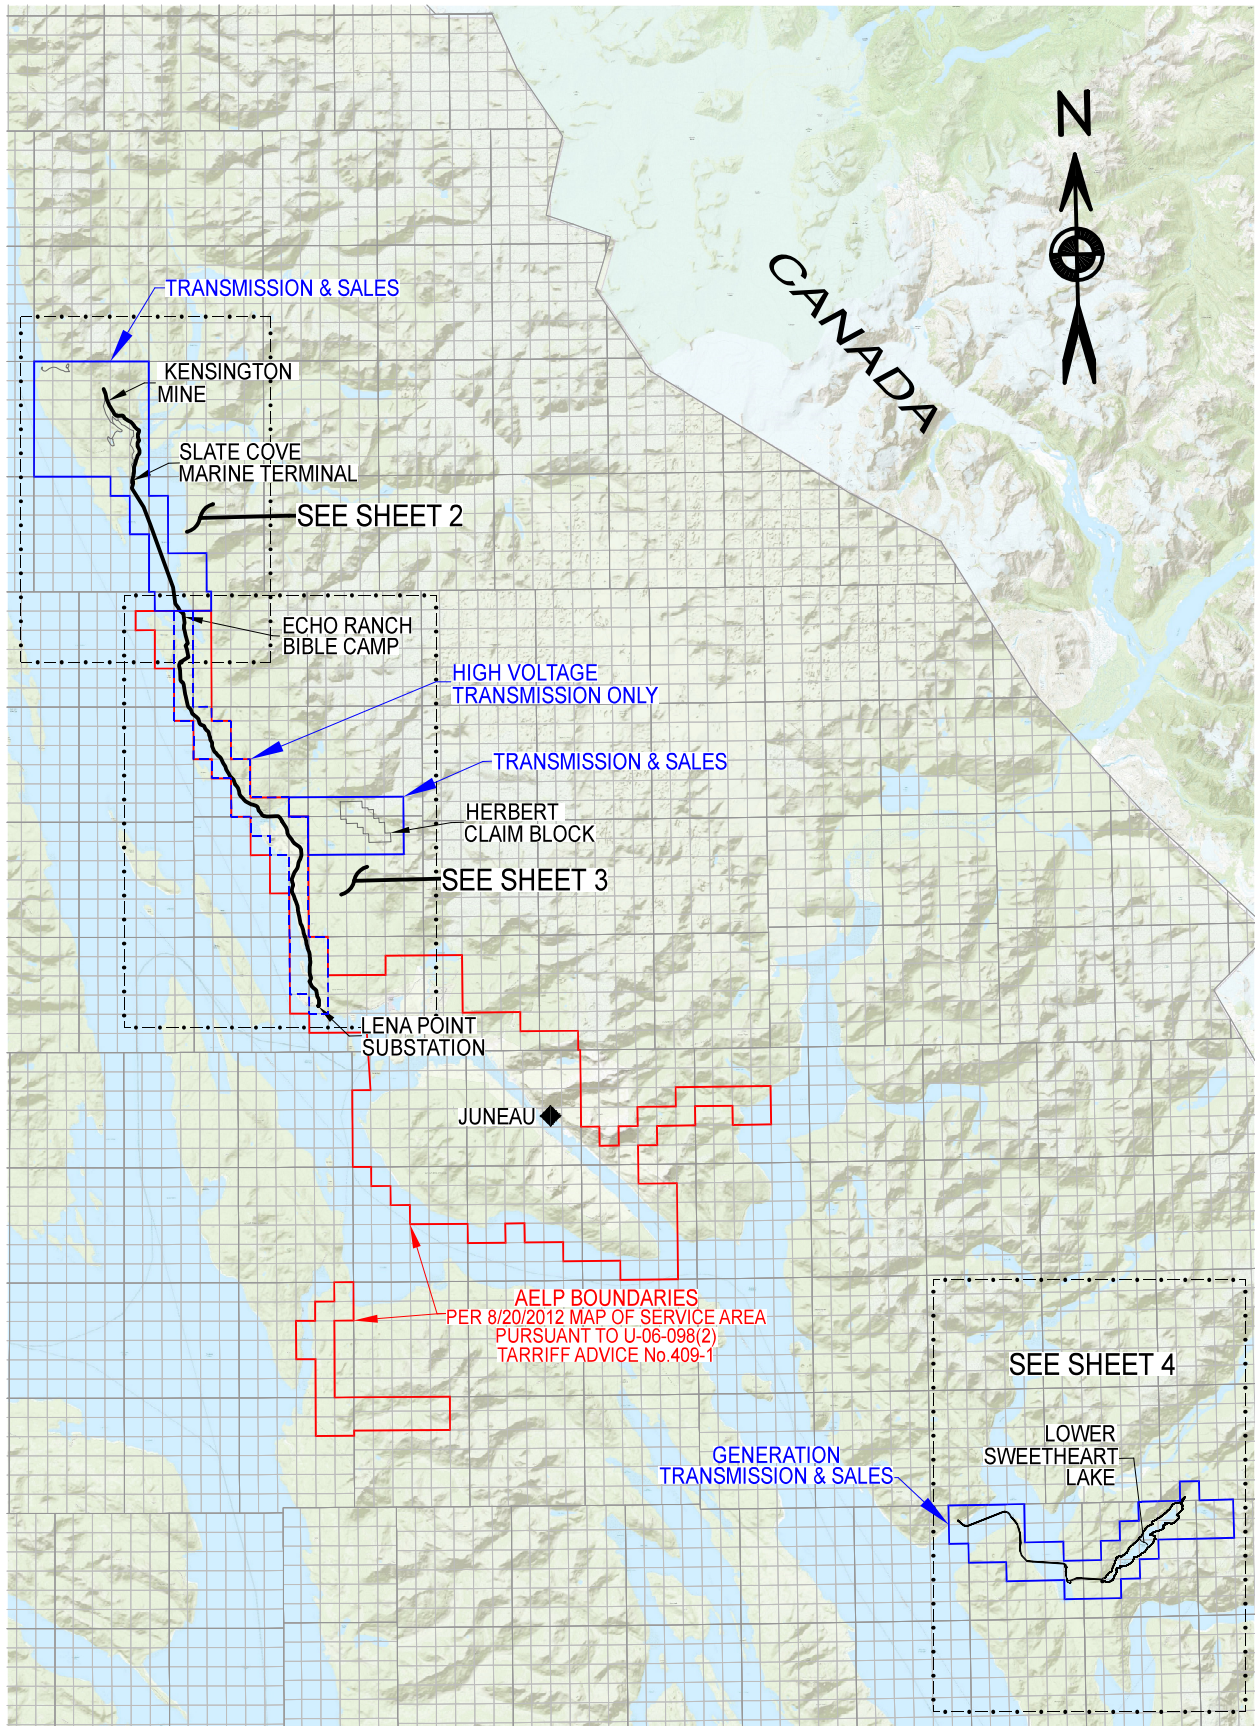 N
CANADA
TRANSMISSION & SALES
KENSINGTON
MINE
SLATE COVE
MARINE TERMINAL
SEE SHEET 2
ECHO RANCH
BIBLE CAMP
HIGH VOLTAGE
TRANSMISSION ONLY
TRANSMISSION & SALES
HERBERT
CLAIM BLOCK
SEE SHEET 3
LENA POINT
SUBSTATION
JUNEAU
AELP BOUNDARIES
PER 8/20/2012 MAP OF SERVICE AREA
PURSUANT TO U-06-098(2)
TARRIFF ADVICE No.409-1
SEE SHEET 4
LOWER
SWEETHEART
LAKE
GENERATION
TRANSMISSION & SALES